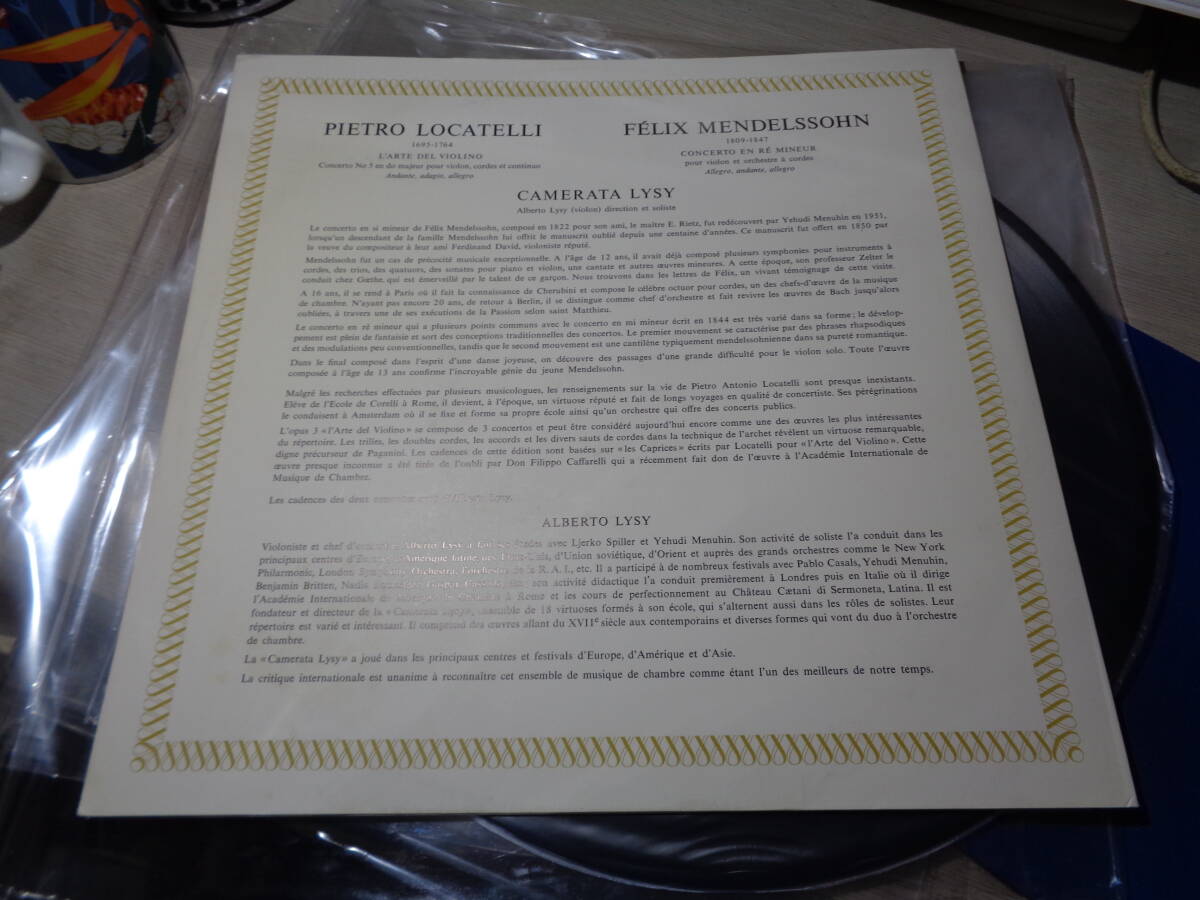 PIETRO LOCATELLI
1695-1764
L'ARTE DEL VIOLINO
Concerto No 5 en do majeur pour violon, cordes et continuo
Andante, adagio, allegro
FÉLIX MENDELSSOHN
1809-1847
CONCERTO EN RÉ MINEUR
pour violon et orchestre à cordes
Allegro, andante, allegro
CAMERATA LYSY
Alberto Lysy (violon) direction et soliste
Le concerto en si mineur de Félix Mendelssohn, composé en 1822 pour son ami, le maître E. Rietz, fut redécouvert par Yehudi Menuhin en 1951,
lorsqu'un descendant de la famille Mendelssohn lui offrit le manuscrit oublié depuis une centaine d'années. Ce manuscrit fut offert en 1850 par
la veuve du compositeur à leur ami Ferdinand David, violoniste réputé.
Mendelssohn fut un cas de précocité musicale exceptionnelle. A l'âge de 12 ans, il avait déjà composé plusieurs symphonies pour instruments à
cordes, des trios, des quatuors, des sonates pour piano et violon, une cantate et autres œuvres mineures. A cette époque, son professeur Zelter le
conduit chez Gœthe, qui est émerveillé par le talent de ce garçon. Nous trouvons dans les lettres de Félix, un vivant témoignage de cette visite.
A 16 ans, il se rend à Paris où il fait la connaissance de Cherubini et compose le célèbre octuor pour cordes, un des chefs-d'œuvre de la musique
de chambre. N'ayant pas encore 20 ans, de retour à Berlin, il se distingue comme chef d'orchestre et fait revivre les œuvres de Bach jusqu'alors
oubliées, à travers une de ses exécutions de la Passion selon saint Matthieu.
Le concerto en ré mineur qui a plusieurs points communs avec le concerto en mi mineur écrit en 1844 est très varié dans sa forme; le dévelop-
pement est plein de fantaisie et sort des conceptions traditionnelles des concertos. Le premier mouvement se caractérise par des phrases rhapsodiques
et des modulations peu conventionnelles, tandis que le second mouvement est une cantilène typiquement mendelssohnienne dans sa pureté romantique.
Dans le final composé dans l'esprit d'une danse joyeuse, on découvre des passages d'une grande difficulté pour le violon solo. Toute l'œuvre
composée à l'âge de 13 ans confirme l'incroyable génie du jeune Mendelssohn.
Malgré les recherches effectuées par plusieurs musicologues, les renseignements sur la vie de Pietro Antonio Locatelli sont presque inexistants.
Elève de l'Ecole de Corelli à Rome, il devient, à l'époque, un virtuose réputé et fait de longs voyages en qualité de concertiste. Ses pérégrinations
le conduisent à Amsterdam où il se fixe et forme sa propre école ainsi qu'un orchestre qui offre des concerts publics.
L'opus 3 «l'Arte del Violino» se compose de 3 concertos et peut être considéré aujourd'hui encore comme une des œuvres les plus intéressantes
du répertoire. Les trilles, les doubles cordes, les accords et les divers sauts de cordes dans la technique de l'archet révèlent un virtuose remarquable,
digne précurseur de Paganini. Les cadences de cette édition sont basées sur «les Caprices» écrits par Locatelli pour «l'Arte del Violino». Cette
œuvre presque inconnue a été tirée de l'oubli par Don Filippo Caffarelli qui a récemment fait don de l'œuvre à l'Académie Internationale de
Musique de Chambre.
Les cadences des deux concertos sont Lysy.
ALBERTO LYSY
Violoniste et chef d'orchestre Alberto Lysy a fait ses études avec Ljerko Spiller et Yehudi Menuhin. Son activité de soliste l'a conduit dans les
principaux centres d'Europe, d'Amérique latine, des Etats-Unis, d'Union soviétique, d'Orient et auprès des grands orchestres comme le New York
Philarmonic, London Symphonic Orchestra, l'orchestre de la R. A. I., etc. Il a participé à de nombreux festivals avec Pablo Casals, Yehudi Menuhin,
Benjamin Britten, Nadia Gaspar Cassadó, etc; son activité didactique l'a conduit premièrement à Londres puis en Italie où il dirige
l'Académie Internationale de à Rome et les cours de perfectionnement au Château Cætani di Sermoneta, Latina. Il est
fondateur et directeur de la «Camerata Lysy», ensemble de 18 virtuoses formés à son école, qui s'alternent aussi dans les rôles de solistes. Leur
répertoire est varié et intéressant. Il comprend des œuvres allant du XVIIe siècle aux contemporains et diverses formes qui vont du duo à l'orchestre
de chambre.
La «Camerata Lysy» a joué dans les principaux centres et festivals d'Europe, d'Amérique et d'Asie.
La critique internationale est unanime à reconnaître cet ensemble de musique de chambre comme étant l'un des meilleurs de notre temps.